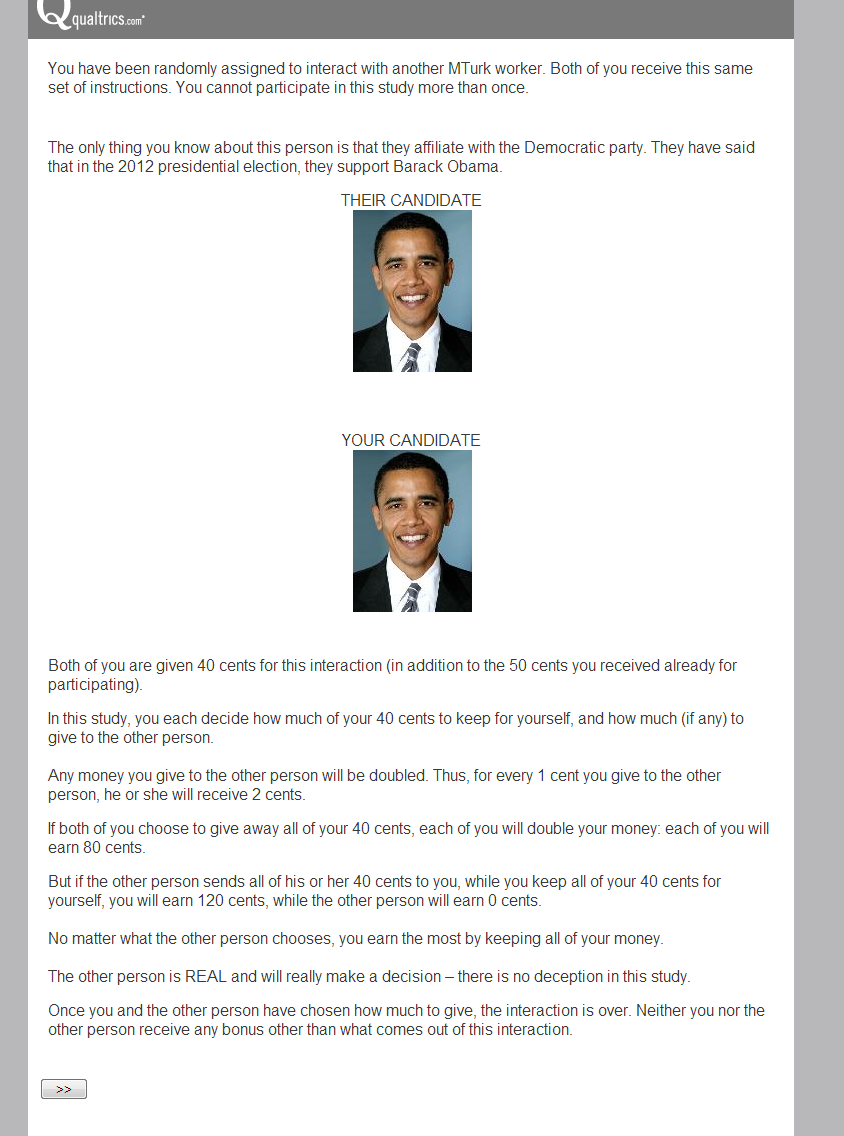 qualtrics.com
You have been randomly assigned to interact with another MTurk worker. Both of you receive this same
set of instructions. You cannot participate in this study more than once.
The only thing you know about this person is that they affiliate with the Democratic party. They have said
that in the 2012 presidential election, they support Barack Obama.
THEIR CANDIDATE
YOUR CANDIDATE
Both of you are given 40 cents for this interaction (in addition to the 50 cents you received already for
participating).
In this study, you each decide how much of your 40 cents to keep for yourself, and how much (if any) to
give to the other person.
Any money you give to the other person will be doubled. Thus, for every 1 cent you give to the other
person, he or she will receive 2 cents.
If both of you choose to give away all of your 40 cents, each of you will double your money: each of you will
earn 80 cents.
But if the other person sends all of his or her 40 cents to you, while you keep all of your 40 cents for
yourself, you will earn 120 cents, while the other person will earn 0 cents.
No matter what the other person chooses, you earn the most by keeping all of your money.
The other person is REAL and will really make a decision – there is no deception in this study.
Once you and the other person have chosen how much to give, the interaction is over. Neither you nor the
other person receive any bonus other than what comes out of this interaction.
>>